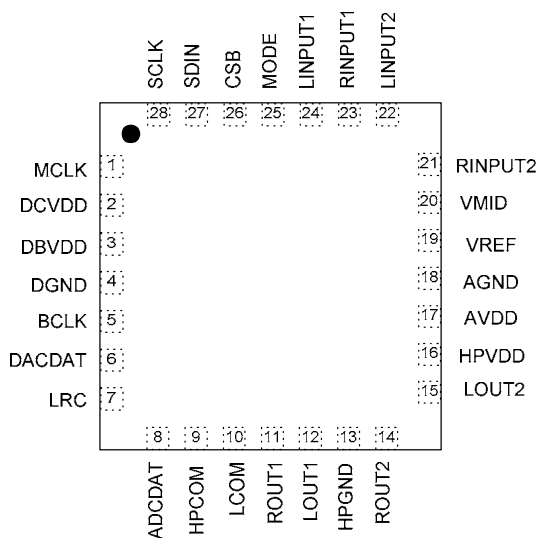 SCLK
SDIN
CSB
MODE
LINPUT1
RINPUT1
LINPUT2
28 27 26 25 24 23 22
MCLK 1
DCVDD 2
DBVDD 3
DGND 4
BCLK 5
DACDAT 6
LRC 7
21 RINPUT2
20 VMID
19 VREF
18 AGND
17 AVDD
16 HPVDD
15 LOUT2
8 9 10 11 12 13 14
ADCDAT
HPCOM
LCOM
ROUT1
LOUT1
HPGND
ROUT2